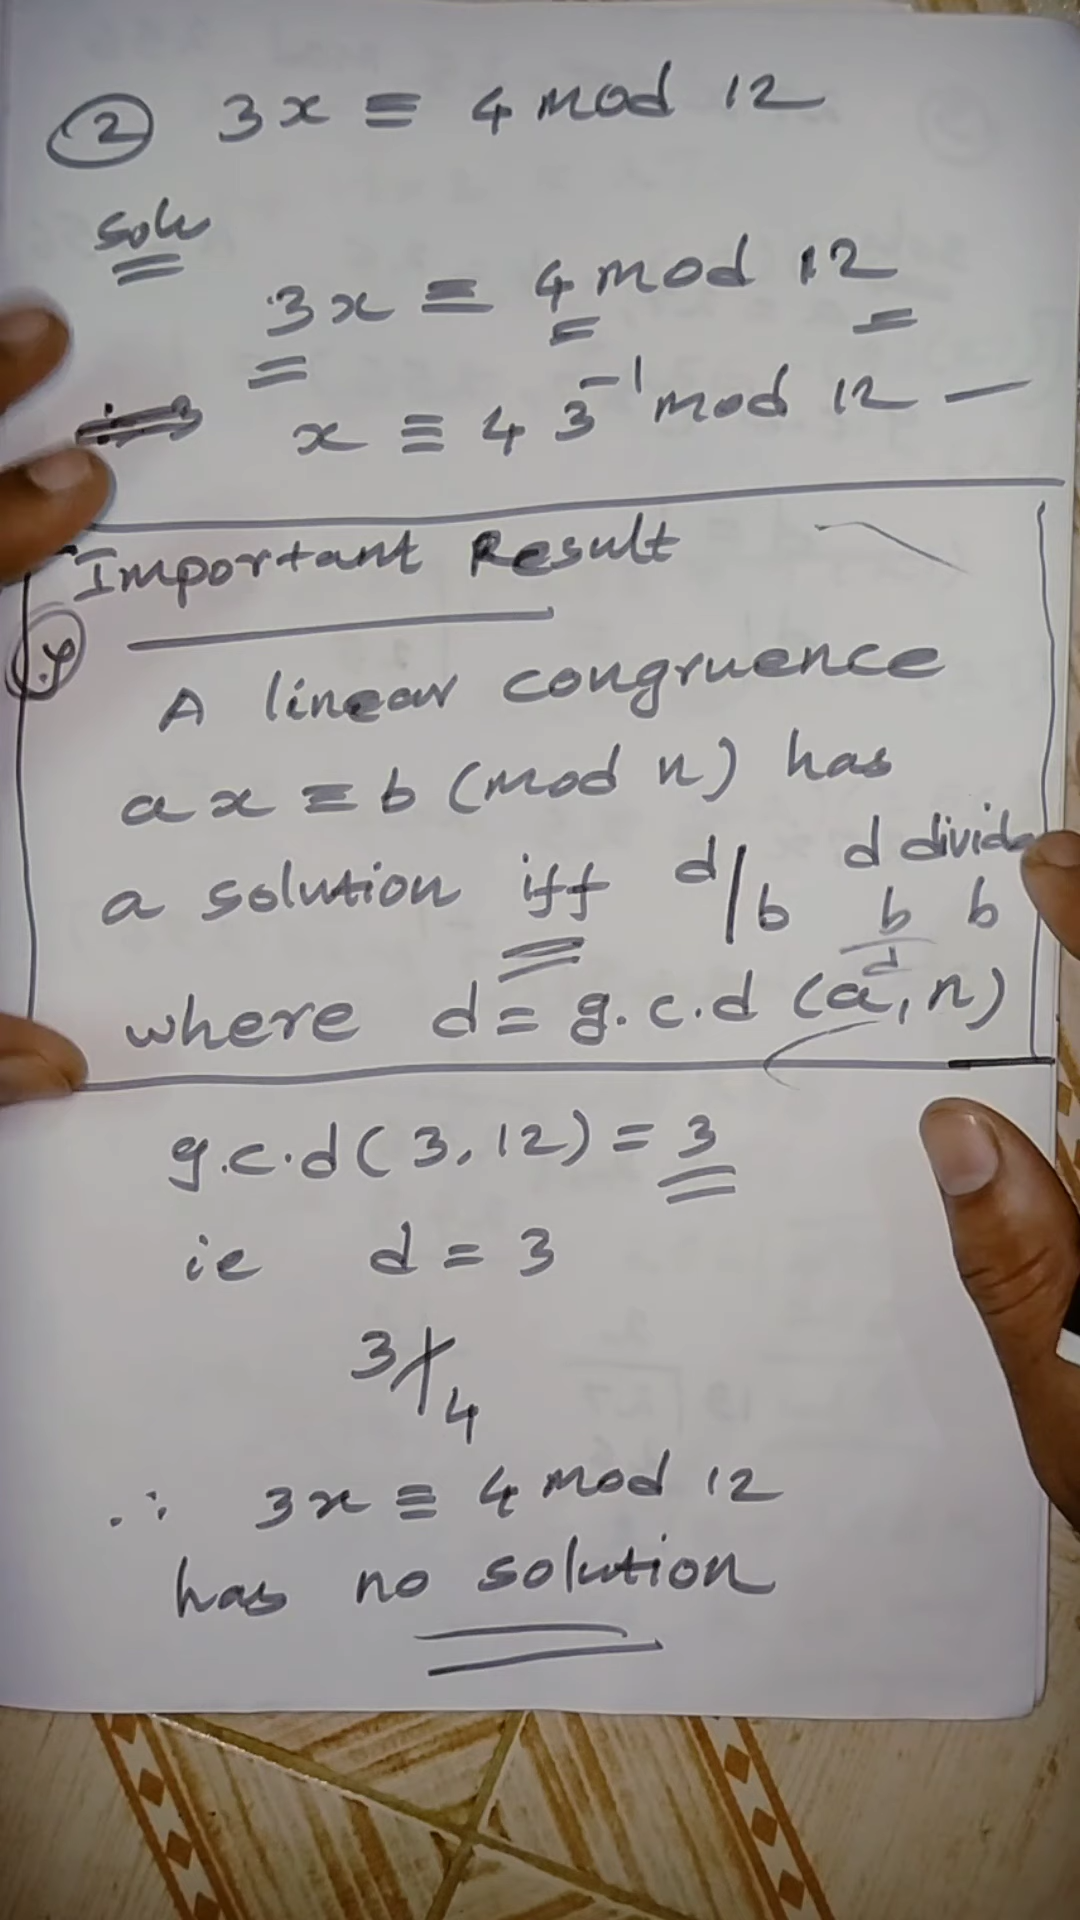 ② 3x ≡ 4 mod 12
Soln
3x ≡ 4 mod 12
x ≡ 4 3⁻¹ mod 12 —
Important Result
A linear congruence
ax ≡ b (mod n) has
a solution iff d/b d divide b
b/d
where d = g.c.d (a, n)
g.c.d (3, 12) = 3
ie d = 3
3∤4
∴ 3x ≡ 4 mod 12
has no solution